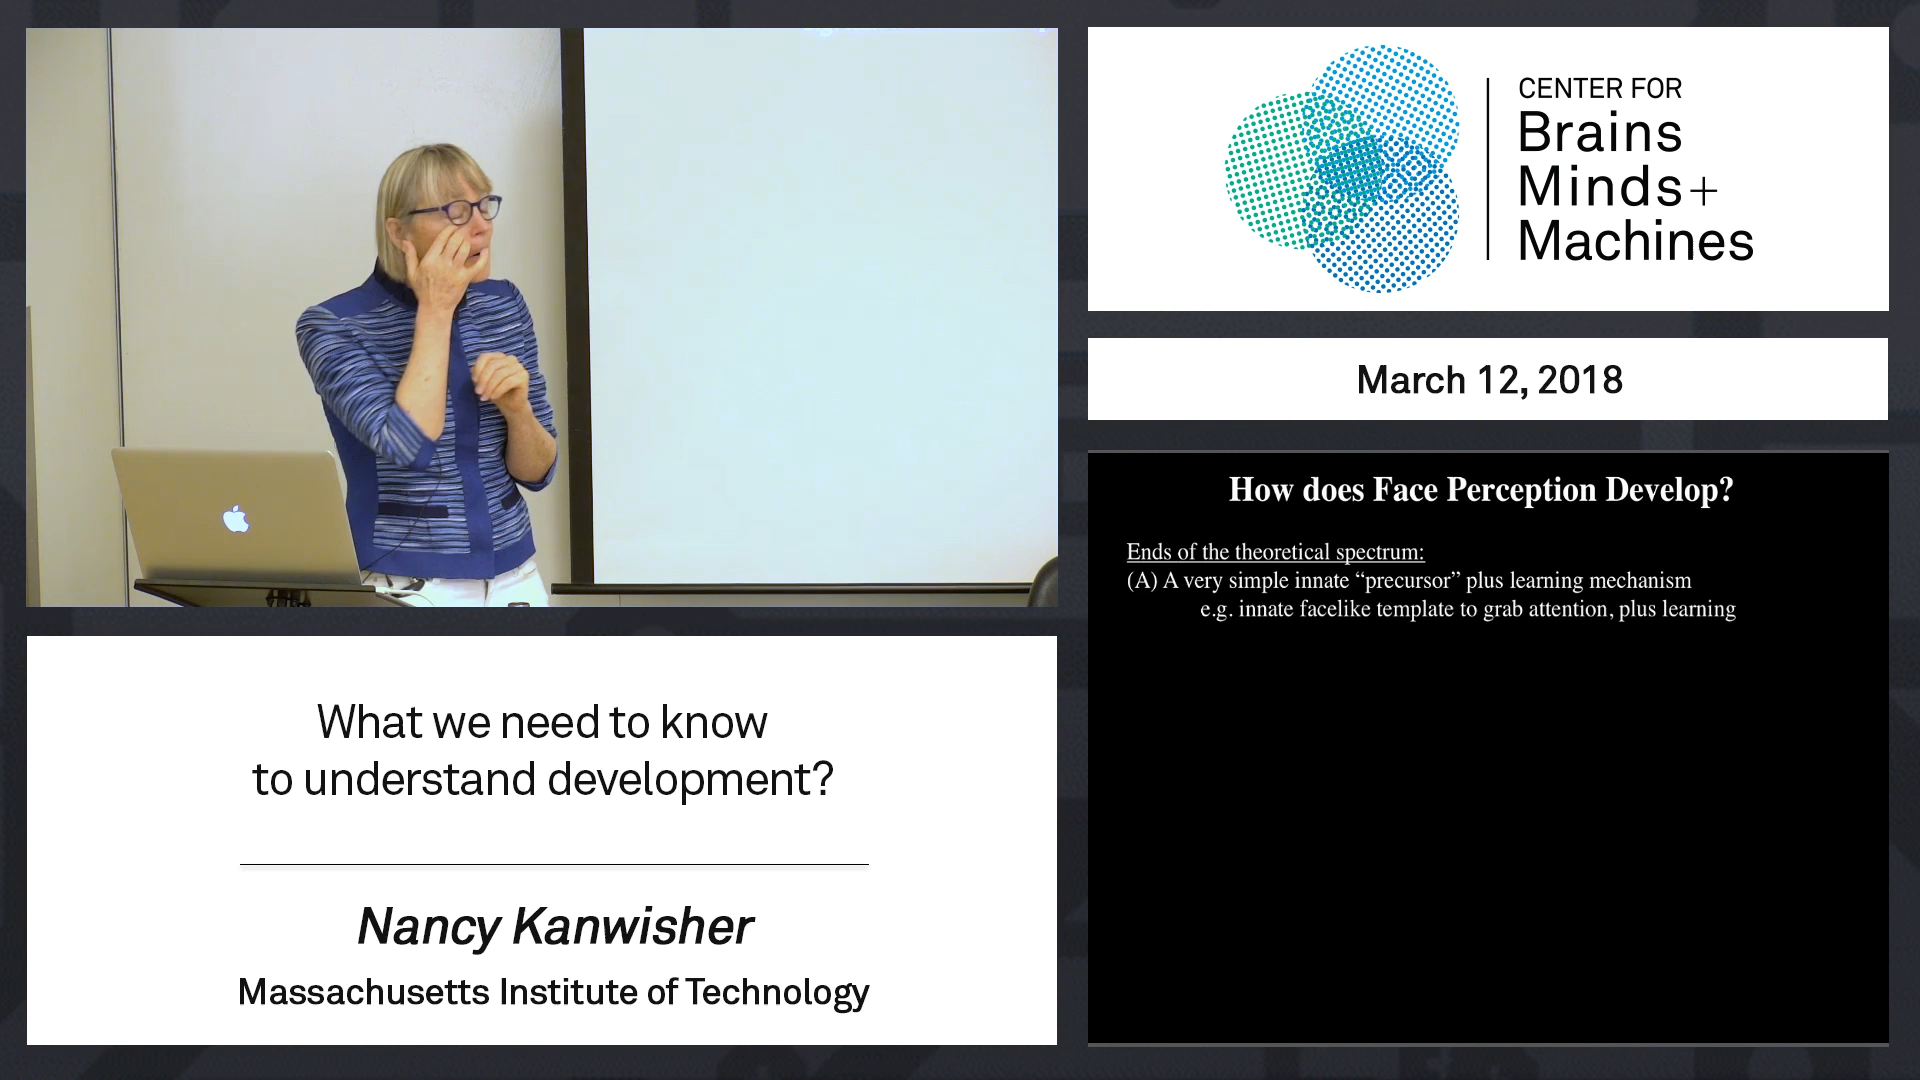 CENTER FOR
Brains
Minds+
Machines
March 12, 2018
How does Face Perception Develop?
Ends of the theoretical spectrum:
(A) A very simple innate “precursor” plus learning mechanism
e.g. innate facelike template to grab attention, plus learning
What we need to know
to understand development?
Nancy Kanwisher
Massachusetts Institute of Technology